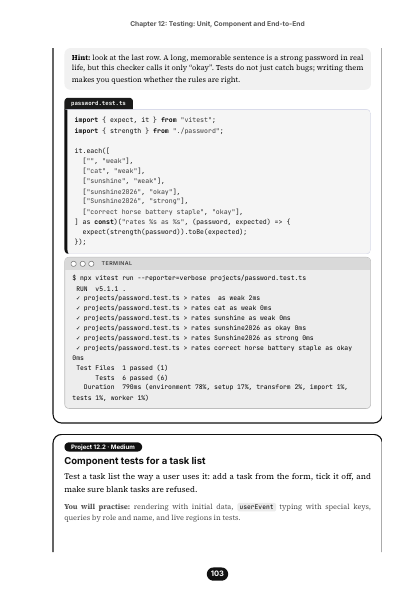 Chapter 12: Testing: Unit, Component and End-to-End
Hint: look at the last row. A long, memorable sentence is a strong password in real
life, but this checker calls it only “okay”. Tests do not just catch bugs; writing them
makes you question whether the rules are right.
password.test.ts
import { expect, it } from "vitest";
import { strength } from "./password";
it.each([
["", "weak"],
["cat", "weak"],
["sunshine", "weak"],
["sunshine2026", "okay"],
["Sunshine2026", "strong"],
["correct horse battery staple", "okay"],
] as const)("rates %s as %s", (password, expected) => {
expect(strength(password)).toBe(expected);
});
TERMINAL
$ npx vitest run --reporter=verbose projects/password.test.ts
RUN v5.1.1 .
✓ projects/password.test.ts > rates  as weak 2ms
✓ projects/password.test.ts > rates cat as weak 0ms
✓ projects/password.test.ts > rates sunshine as weak 0ms
✓ projects/password.test.ts > rates sunshine2026 as okay 0ms
✓ projects/password.test.ts > rates Sunshine2026 as strong 0ms
✓ projects/password.test.ts > rates correct horse battery staple as okay
0ms
Test Files  1 passed (1)
Tests  6 passed (6)
Duration  790ms (environment 78%, setup 17%, transform 2%, import 1%,
tests 1%, worker 1%)
Project 12.2 · Medium
Component tests for a task list
Test a task list the way a user uses it: add a task from the form, tick it off, and
make sure blank tasks are refused.
You will practise: rendering with initial data, userEvent typing with special keys,
queries by role and name, and live regions in tests.
103